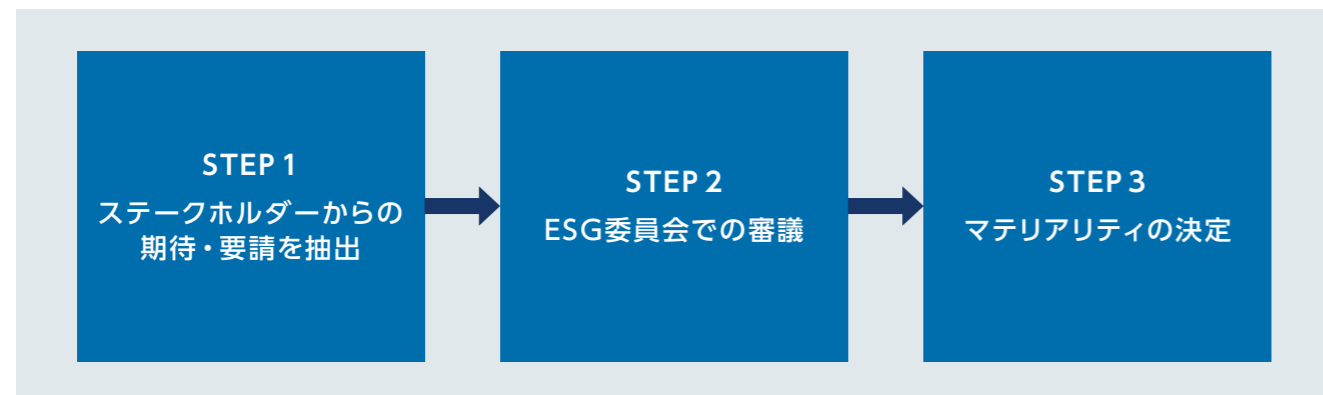 STEP 1
ステークホルダーからの
期待・要請を抽出
STEP 2
ESG委員会での審議
STEP 3
マテリアリティの決定